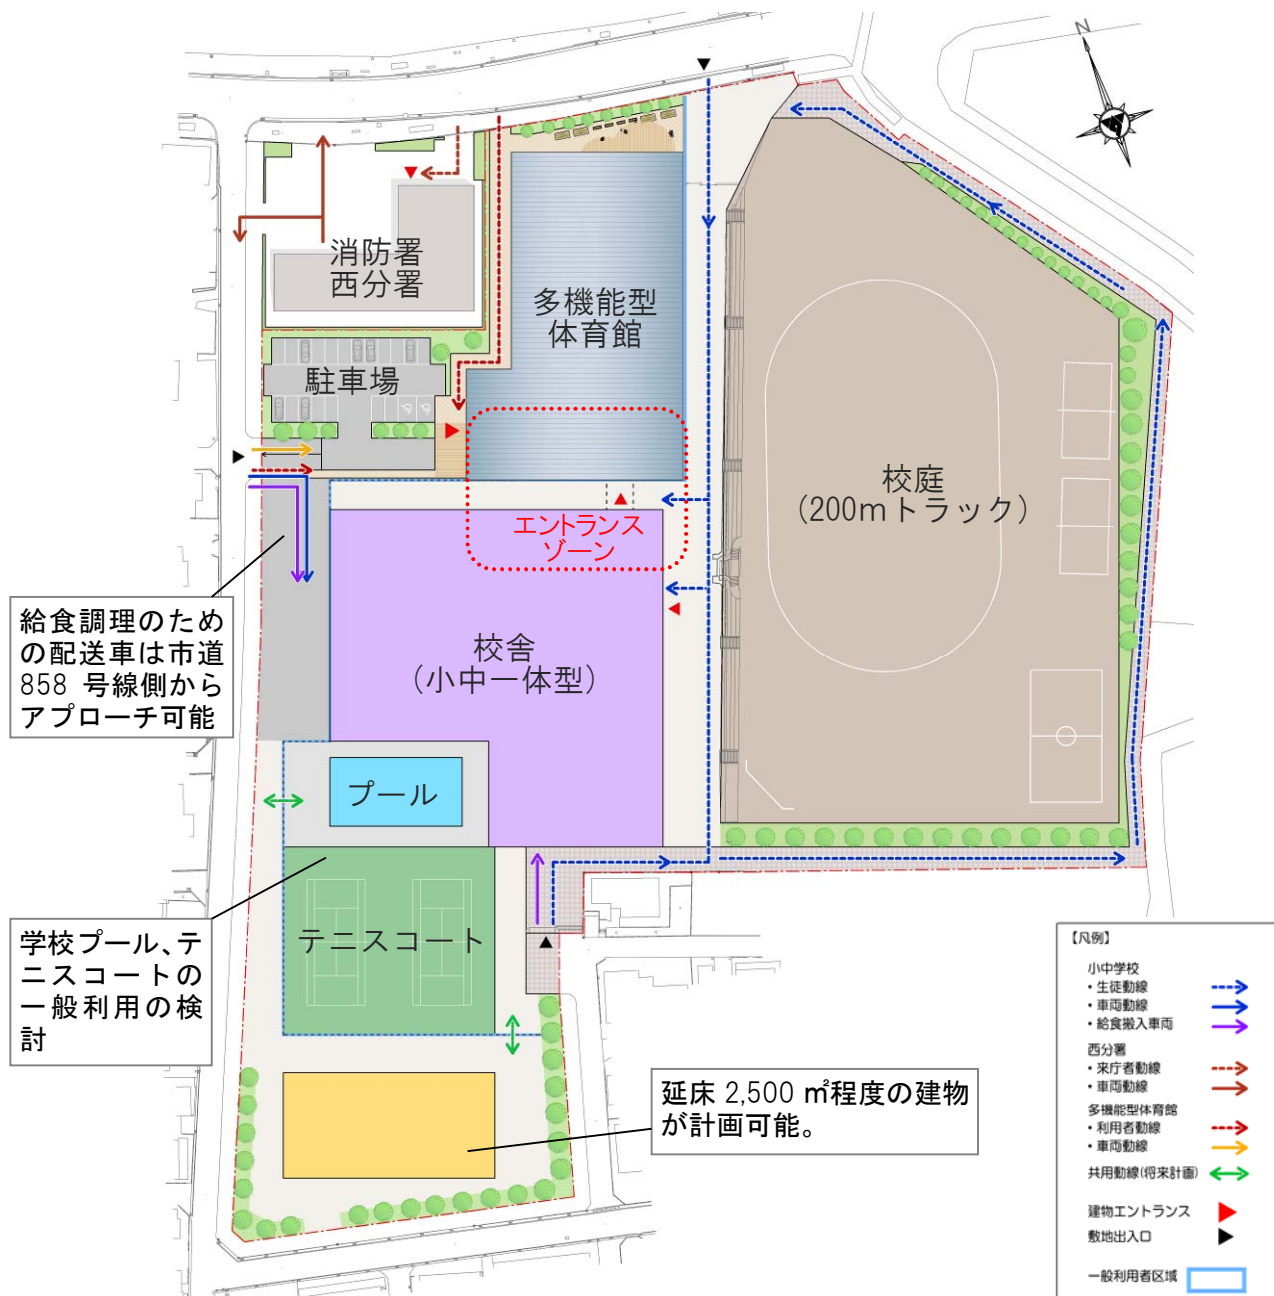 N
消防署
西分署
多機能型
体育館
駐車場
校庭
（200mトラック）
エントランス
ゾーン
給食調理のため
の配送車は市道
858 号線側から
アプローチ可能
校舎
（小中一体型）
プール
学校プール、テ
ニスコートの
一般利用の検
討
テニスコート
延床 2,500 ㎡程度の建物
が計画可能。
【凡例】
小中学校
・生徒動線
・車両動線
・給食搬入車両
西分署
・来庁者動線
・車両動線
多機能型体育館
・利用者動線
・車両動線
共用動線(将来計画)
建物エントランス
敷地出入口
一般利用者区域